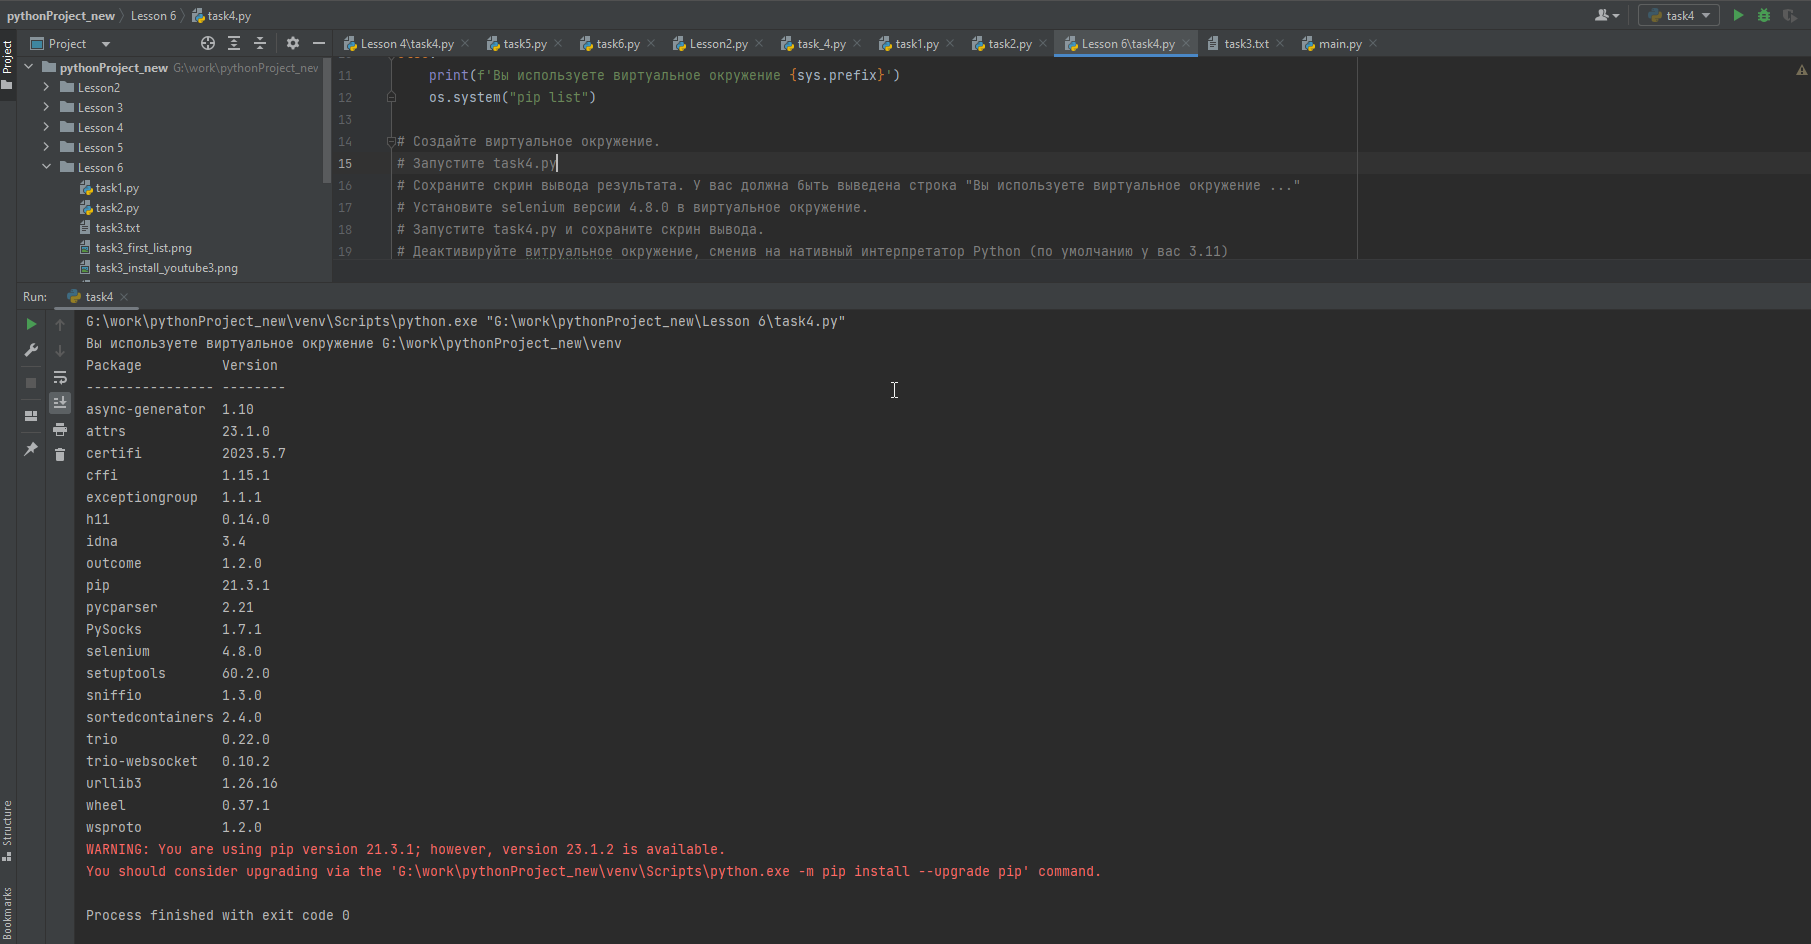 pythonProject_new Lesson 6 task4.py task4
Project
Project
Lesson 4\task4.py task5.py task6.py Lesson2.py task_4.py task1.py task2.py Lesson 6\task4.py task3.txt main.py
pythonProject_new G:\work\pythonProject_new
Lesson2
Lesson 3
Lesson 4
Lesson 5
Lesson 6
task1.py
task2.py
task3.txt
task3_first_list.png
task3_install_youtube3.png
11 print(f'Вы используете виртуальное окружение {sys.prefix}')
12 os.system("pip list")
13
14 # Создайте виртуальное окружение.
15 # Запустите task4.py
16 # Сохраните скрин вывода результата. У вас должна быть выведена строка "Вы используете виртуальное окружение ..."
17 # Установите selenium версии 4.8.0 в виртуальное окружение.
18 # Запустите task4.py и сохраните скрин вывода.
19 # Деактивируйте витруальное окружение, сменив на нативный интерпретатор Python (по умолчанию у вас 3.11)
Run: task4
G:\work\pythonProject_new\venv\Scripts\python.exe "G:\work\pythonProject_new\Lesson 6\task4.py"
Вы используете виртуальное окружение G:\work\pythonProject_new\venv
Package Version
---------------- --------
async-generator 1.10
attrs 23.1.0
certifi 2023.5.7
cffi 1.15.1
exceptiongroup 1.1.1
h11 0.14.0
idna 3.4
outcome 1.2.0
pip 21.3.1
pycparser 2.21
PySocks 1.7.1
selenium 4.8.0
setuptools 60.2.0
sniffio 1.3.0
sortedcontainers 2.4.0
trio 0.22.0
trio-websocket 0.10.2
urllib3 1.26.16
wheel 0.37.1
wsproto 1.2.0
WARNING: You are using pip version 21.3.1; however, version 23.1.2 is available.
You should consider upgrading via the 'G:\work\pythonProject_new\venv\Scripts\python.exe -m pip install --upgrade pip' command.
Process finished with exit code 0
Structure
Bookmarks